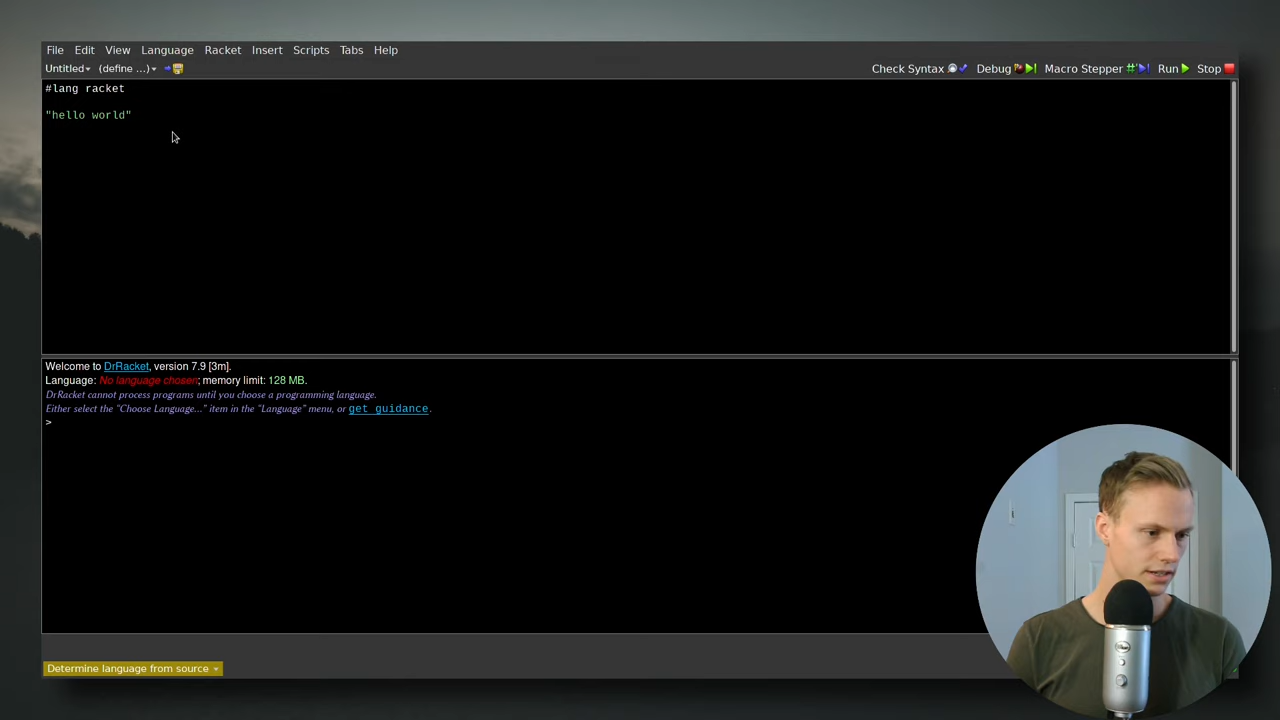 File Edit View Language Racket Insert Scripts Tabs Help
Untitled (define ...) Check Syntax Debug Macro Stepper Run Stop
#lang racket
"hello world"
Welcome to DrRacket, version 7.9 [3m].
Language: No language chosen; memory limit: 128 MB.
DrRacket cannot process programs until you choose a programming language.
Either select the “Choose Language...” item in the “Language” menu, or get guidance.
>
Determine language from source